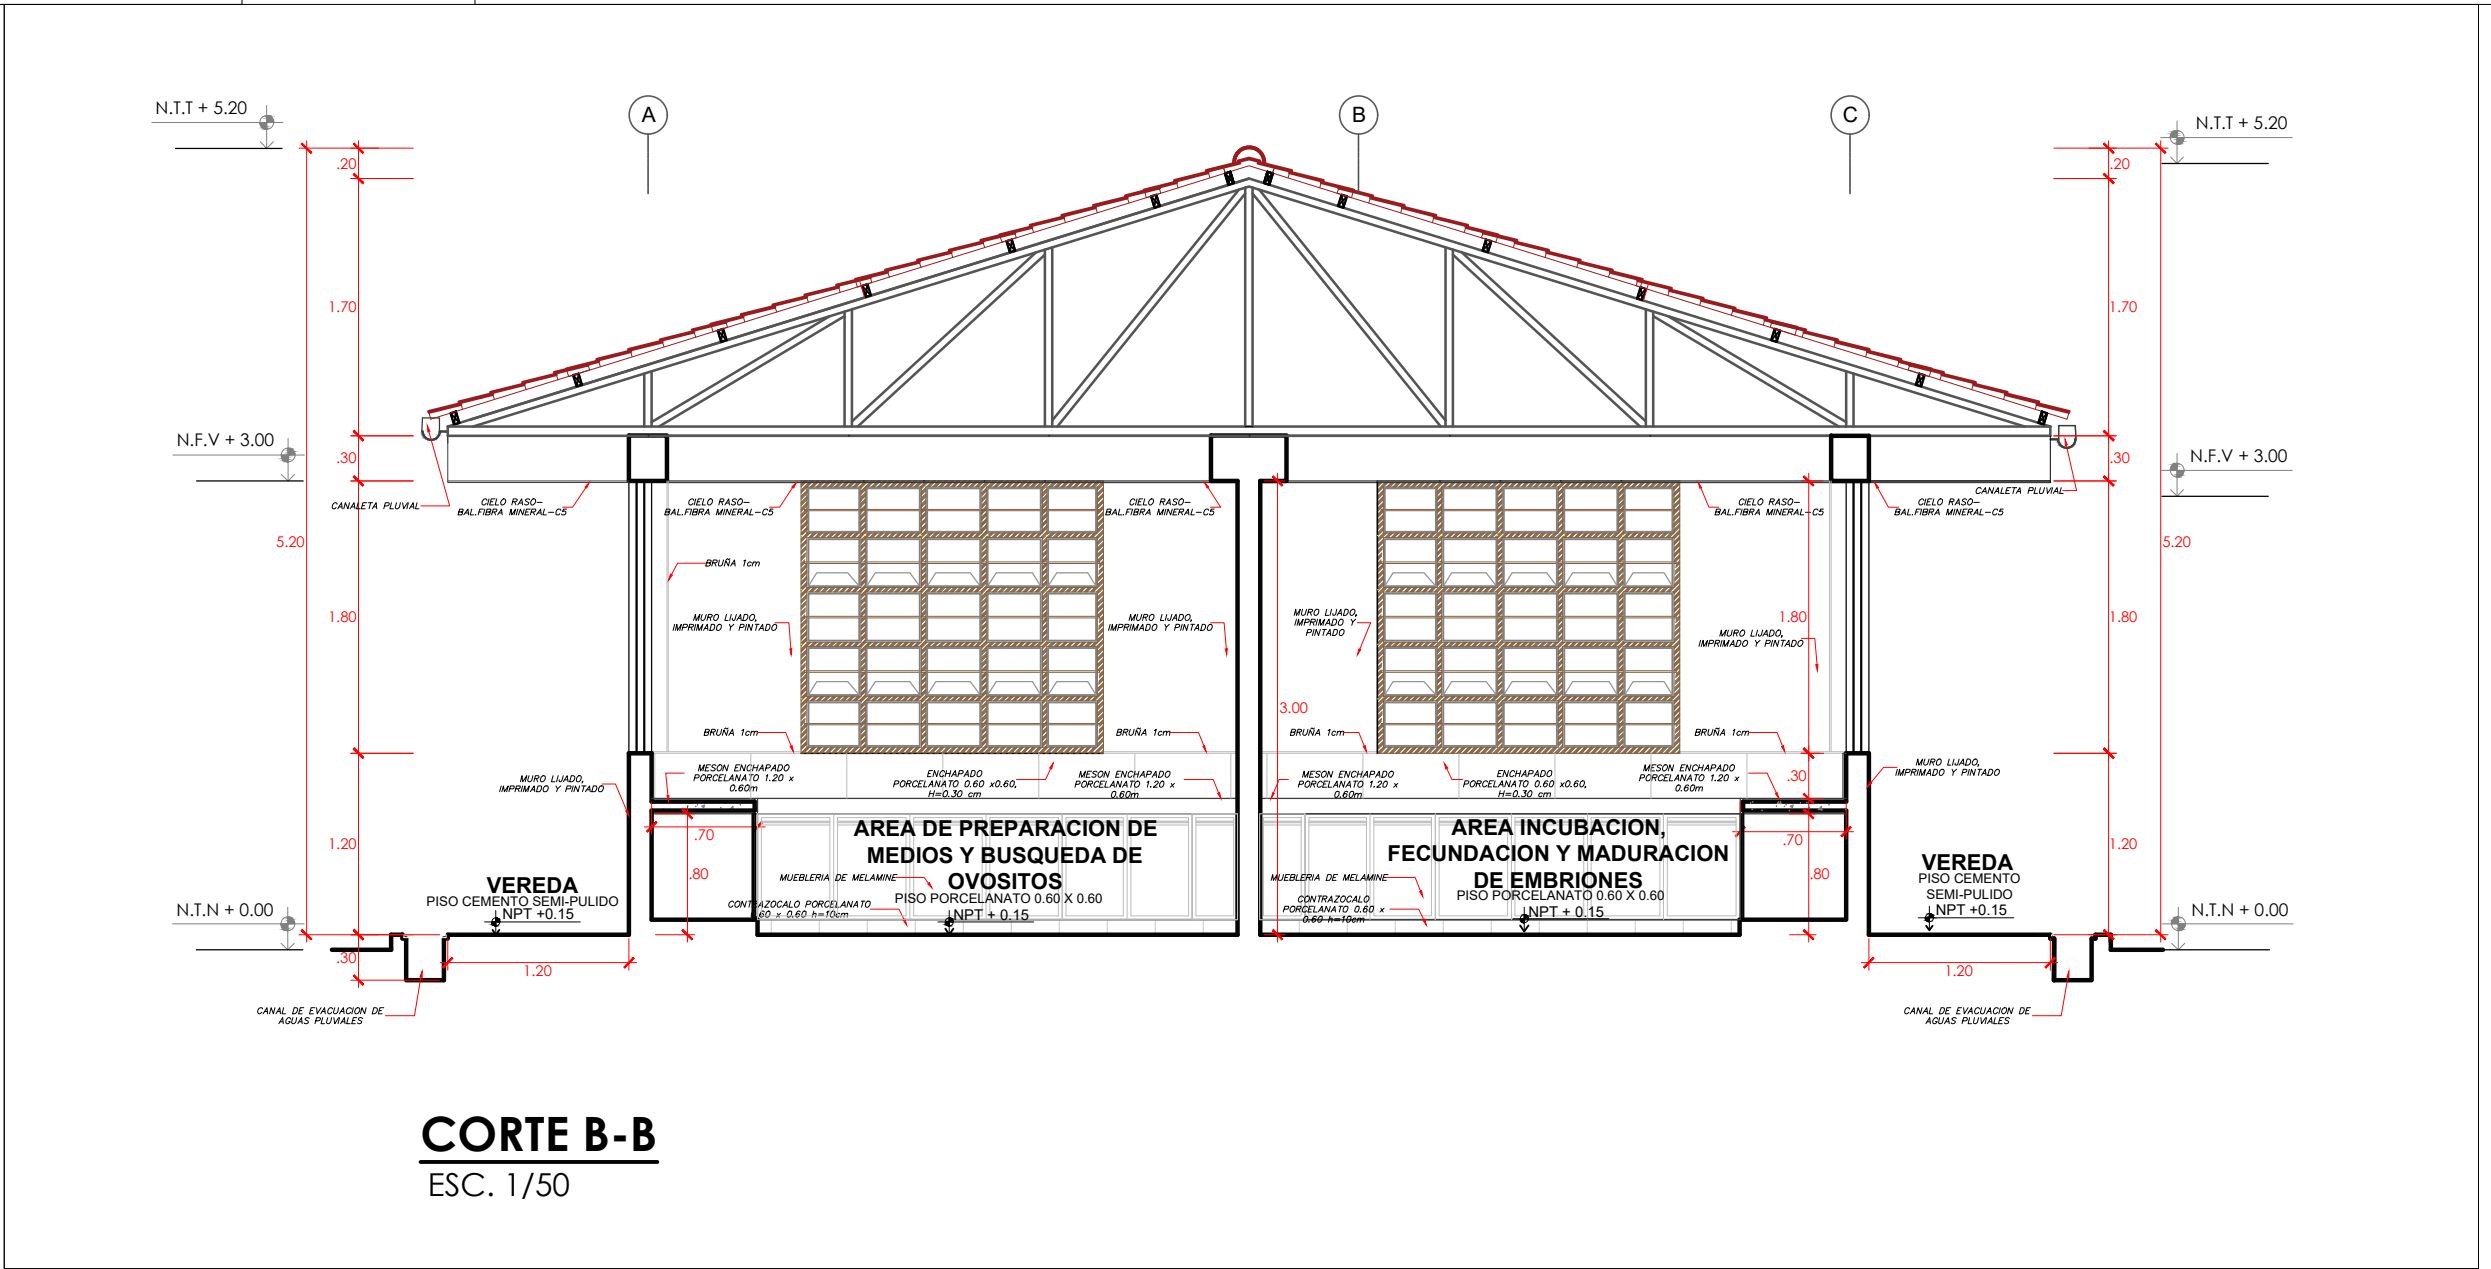 N.T.T + 5.20
A
B
C
N.T.T + 5.20
.20
.20
1.70
1.70
N.F.V + 3.00
.30
.30
N.F.V + 3.00
CANALETA PLUVIAL
CIELO RASO-
BAL.FIBRA MINERAL-C5
CIELO RASO-
BAL.FIBRA MINERAL-C5
CIELO RASO-
BAL.FIBRA MINERAL-C5
CIELO RASO-
BAL.FIBRA MINERAL-C5
CIELO RASO-
BAL.FIBRA MINERAL-C5
CANALETA PLUVIAL
5.20
5.20
BRUÑA 1cm
1.80
MURO LIJADO,
IMPRIMADO Y PINTADO
MURO LIJADO,
IMPRIMADO Y PINTADO
MURO LIJADO,
IMPRIMADO Y
PINTADO
1.80
MURO LIJADO,
IMPRIMADO Y PINTADO
1.80
3.00
BRUÑA 1cm
BRUÑA 1cm
BRUÑA 1cm
BRUÑA 1cm
MURO LIJADO,
IMPRIMADO Y PINTADO
MESON ENCHAPADO
PORCELANATO 1.20 x
0.60m
ENCHAPADO
PORCELANATO 0.60 x0.60,
H=0.30 cm
MESON ENCHAPADO
PORCELANATO 1.20 x
0.60m
MESON ENCHAPADO
PORCELANATO 1.20 x
0.60m
ENCHAPADO
PORCELANATO 0.60 x0.60,
H=0.30 cm
MESON ENCHAPADO
PORCELANATO 1.20 x
0.60m
.30
MURO LIJADO,
IMPRIMADO Y PINTADO
1.20
.70
.80
AREA DE PREPARACION DE
MEDIOS Y BUSQUEDA DE
OVOSITOS
PISO PORCELANATO 0.60 X 0.60
NPT + 0.15
MUEBLERIA DE MELAMINE
CONTRAZOCALO PORCELANATO
.60 x 0.60 h=10cm
AREA INCUBACION,
FECUNDACION Y MADURACION
DE EMBRIONES
PISO PORCELANATO 0.60 X 0.60
NPT + 0.15
MUEBLERIA DE MELAMINE
CONTRAZOCALO
PORCELANATO 0.60 x
0.60 h=10cm
.70
.80
1.20
VEREDA
PISO CEMENTO SEMI-PULIDO
NPT +0.15
VEREDA
PISO CEMENTO
SEMI-PULIDO
NPT +0.15
N.T.N + 0.00
N.T.N + 0.00
.30
1.20
1.20
CANAL DE EVACUACION DE
AGUAS PLUVIALES
CANAL DE EVACUACION DE
AGUAS PLUVIALES
CORTE B-B
ESC. 1/50